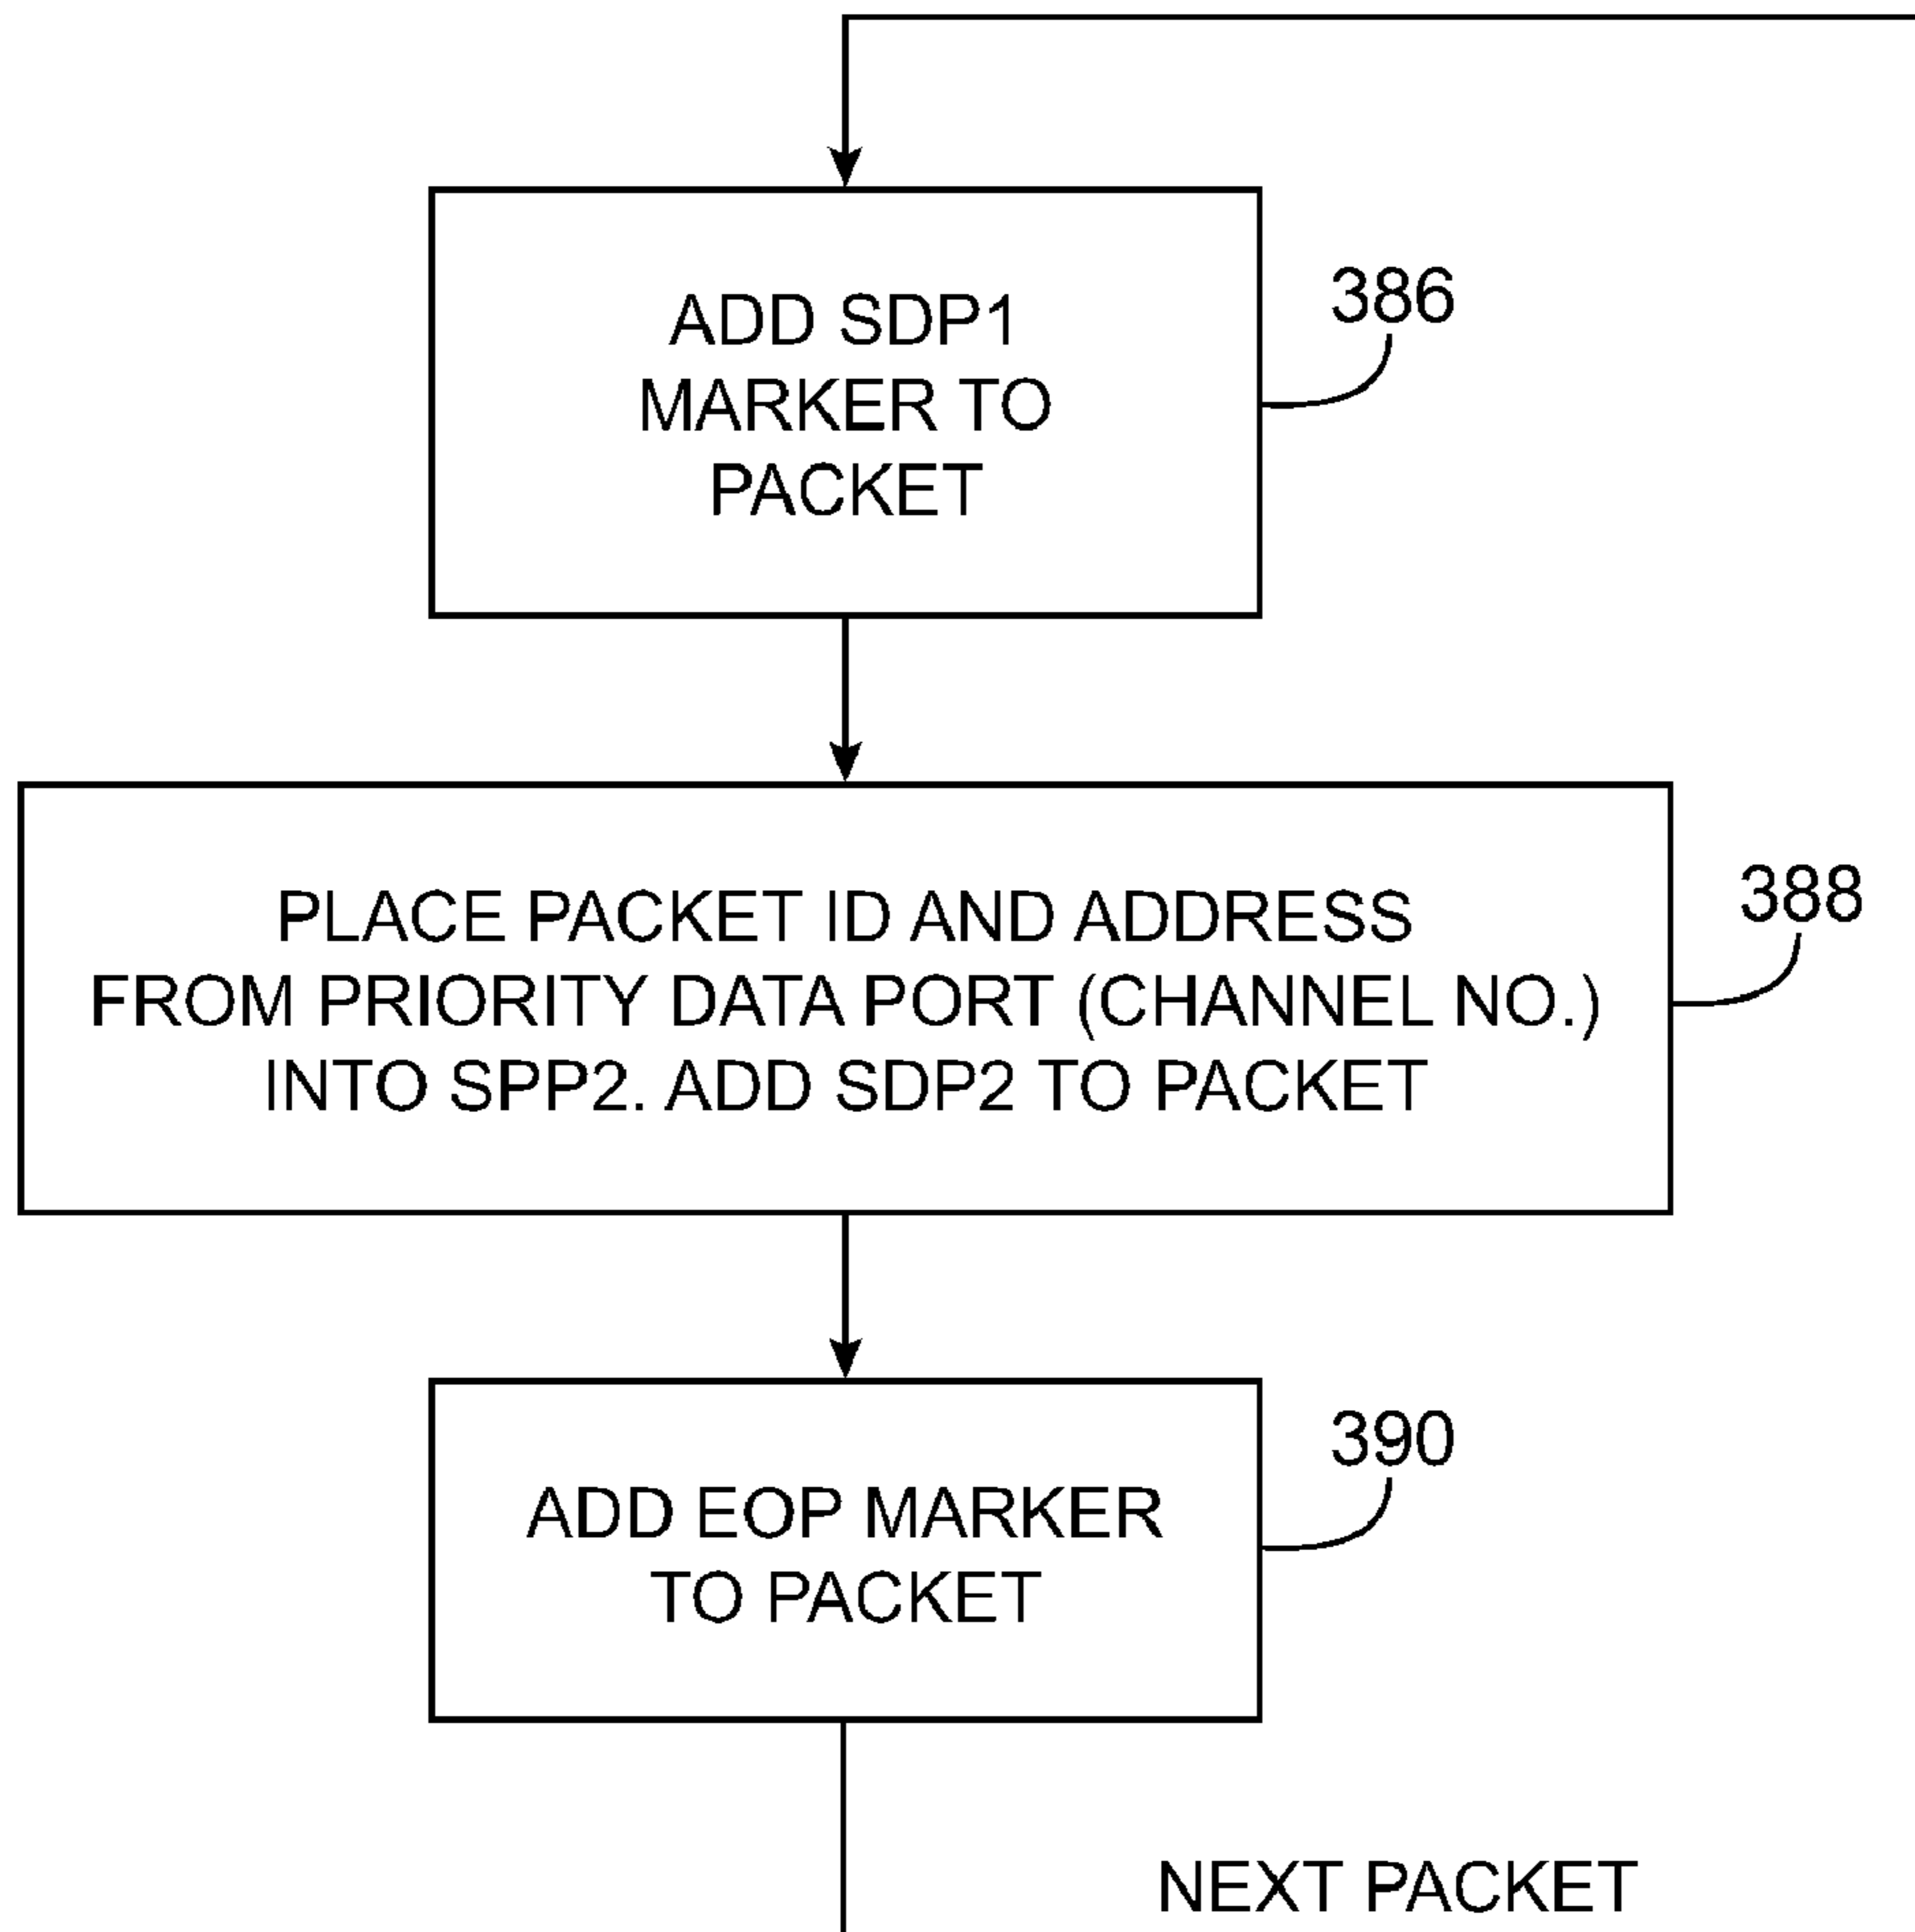 ADD SDP1
MARKER TO
PACKET
386
PLACE PACKET ID AND ADDRESS
FROM PRIORITY DATA PORT (CHANNEL NO.)
INTO SPP2. ADD SDP2 TO PACKET
388
ADD EOP MARKER
TO PACKET
390
NEXT PACKET